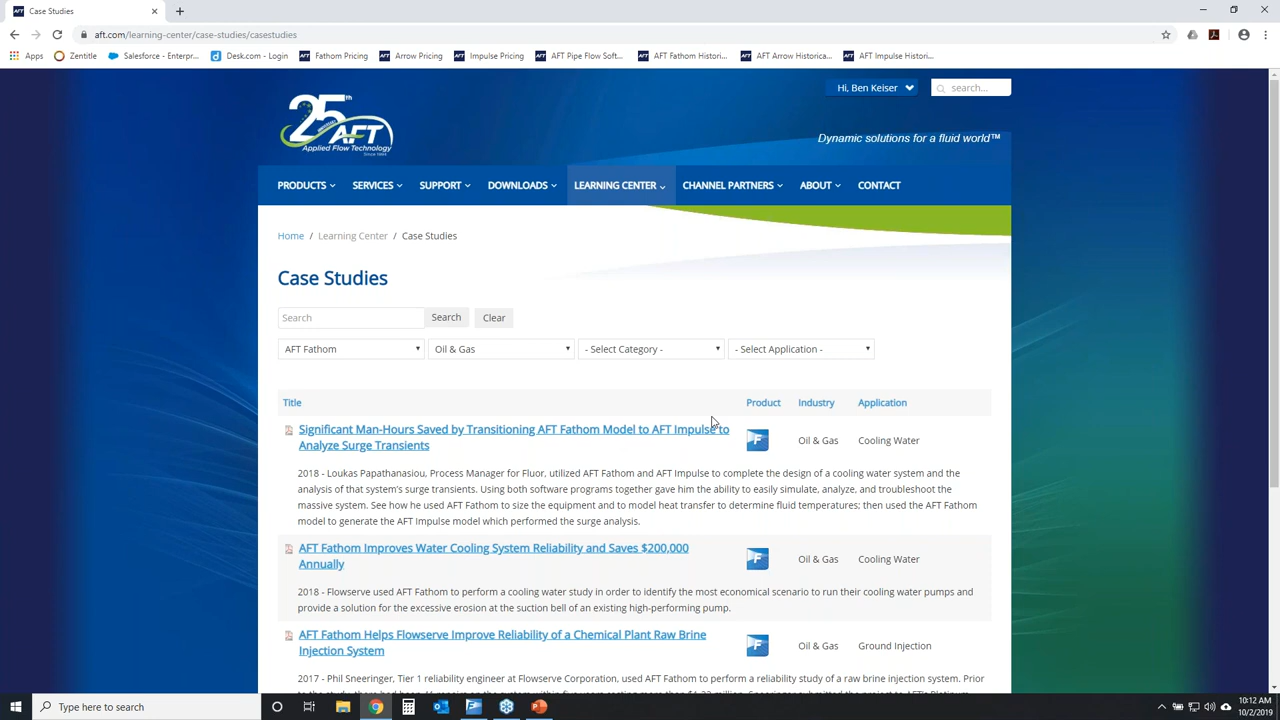 Case Studies
aft.com/learning-center/case-studies/casestudies
Apps Zentitle Salesforce - Enterpr... Desk.com - Login Fathom Pricing Arrow Pricing Impulse Pricing AFT Pipe Flow Soft... AFT Fathom Histori... AFT Arrow Historica... AFT Impulse Histori...
Hi, Ben Keiser search...
25th AFT
Applied Flow Technology
Dynamic solutions for a fluid world™
PRODUCTS SERVICES SUPPORT DOWNLOADS LEARNING CENTER CHANNEL PARTNERS ABOUT CONTACT
Home / Learning Center / Case Studies
Case Studies
Search Search Clear
AFT Fathom Oil & Gas - Select Category - - Select Application -
Title Product Industry Application
Significant Man-Hours Saved by Transitioning AFT Fathom Model to AFT Impulse to
Analyze Surge Transients
F Oil & Gas Cooling Water
2018 - Loukas Papathanasiou, Process Manager for Fluor, utilized AFT Fathom and AFT Impulse to complete the design of a cooling water system and the
analysis of that system's surge transients. Using both software programs together gave him the ability to easily simulate, analyze, and troubleshoot the
massive system. See how he used AFT Fathom to size the equipment and to model heat transfer to determine fluid temperatures; then used the AFT Fathom
model to generate the AFT Impulse model which performed the surge analysis.
AFT Fathom Improves Water Cooling System Reliability and Saves $200,000
Annually
F Oil & Gas Cooling Water
2018 - Flowserve used AFT Fathom to perform a cooling water study in order to identify the most economical scenario to run their cooling water pumps and
provide a solution for the excessive erosion at the suction bell of an existing high-performing pump.
AFT Fathom Helps Flowserve Improve Reliability of a Chemical Plant Raw Brine
Injection System
F Oil & Gas Ground Injection
2017 - Phil Sneeringer, Tier 1 reliability engineer at Flowserve Corporation, used AFT Fathom to perform a reliability study of a raw brine injection system. Prior
Type here to search
10:12 AM
10/2/2019